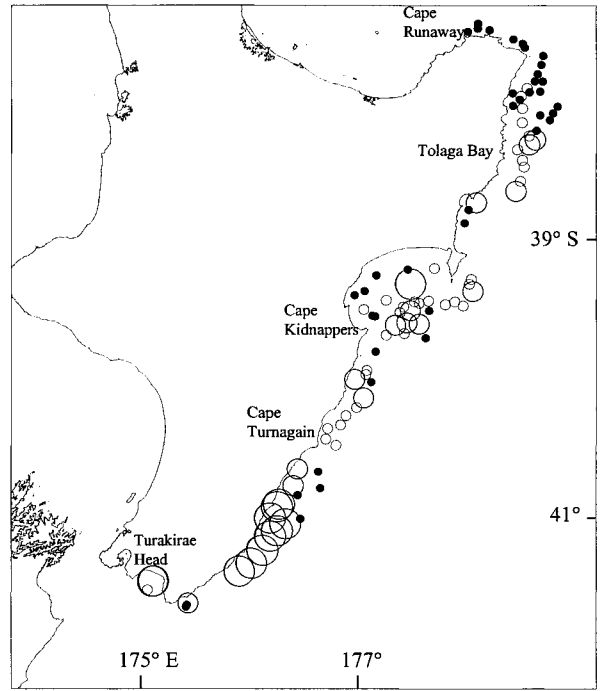 Cape
Runaway
Tolaga Bay
39° S
Cape
Kidnappers
Cape
Turnagain
41°
Turakirae
Head
175° E
177°